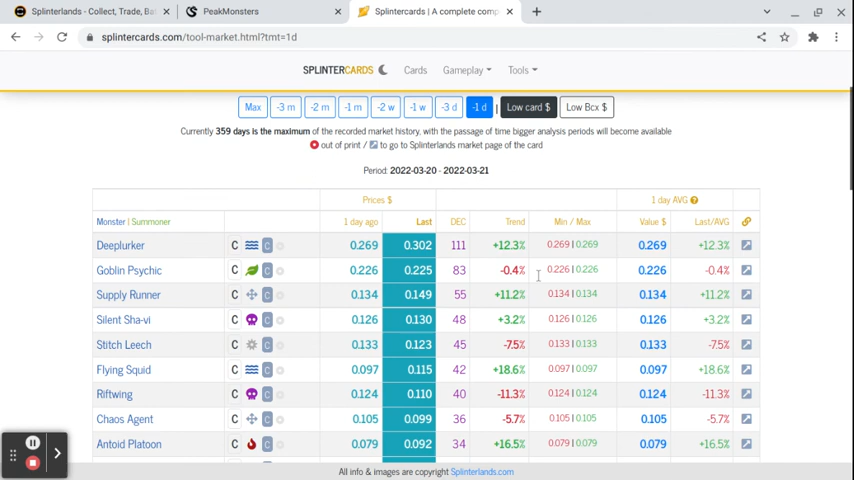 Splinterlands - Collect, Trade, Ba
PeakMonsters
Splintercards | A complete comp
splintercards.com/tool-market.html?tmt=1d
SPLINTERCARDS Cards Gameplay Tools
Max -3 m -2 m -1 m -2 w -1 w -3 d -1 d | Low card $ Low Bcx $
Currently 359 days is the maximum of the recorded market history, with the passage of time bigger analysis periods will become available
out of print / to go to Splinterlands market page of the card
Period: 2022-03-20 - 2022-03-21
Prices $ 1 day AVG
Monster | Summoner 1 day ago Last DEC Trend Min / Max Value $ Last/AVG
Deeplurker C C 0.269 0.302 111 +12.3% 0.269 | 0.269 0.269 +12.3%
Goblin Psychic C C 0.226 0.225 83 -0.4% 0.226 | 0.226 0.226 -0.4%
Supply Runner C C 0.134 0.149 55 +11.2% 0.134 | 0.134 0.134 +11.2%
Silent Sha-vi C C 0.126 0.130 48 +3.2% 0.126 | 0.126 0.126 +3.2%
Stitch Leech C C 0.133 0.123 45 -7.5% 0.133 | 0.133 0.133 -7.5%
Flying Squid C C 0.097 0.115 42 +18.6% 0.097 | 0.097 0.097 +18.6%
Riftwing C C 0.124 0.110 40 -11.3% 0.124 | 0.124 0.124 -11.3%
Chaos Agent C C 0.105 0.099 36 -5.7% 0.105 | 0.105 0.105 -5.7%
Antoid Platoon C C 0.079 0.092 34 +16.5% 0.079 | 0.079 0.079 +16.5%
All info & images are copyright Splinterlands.com